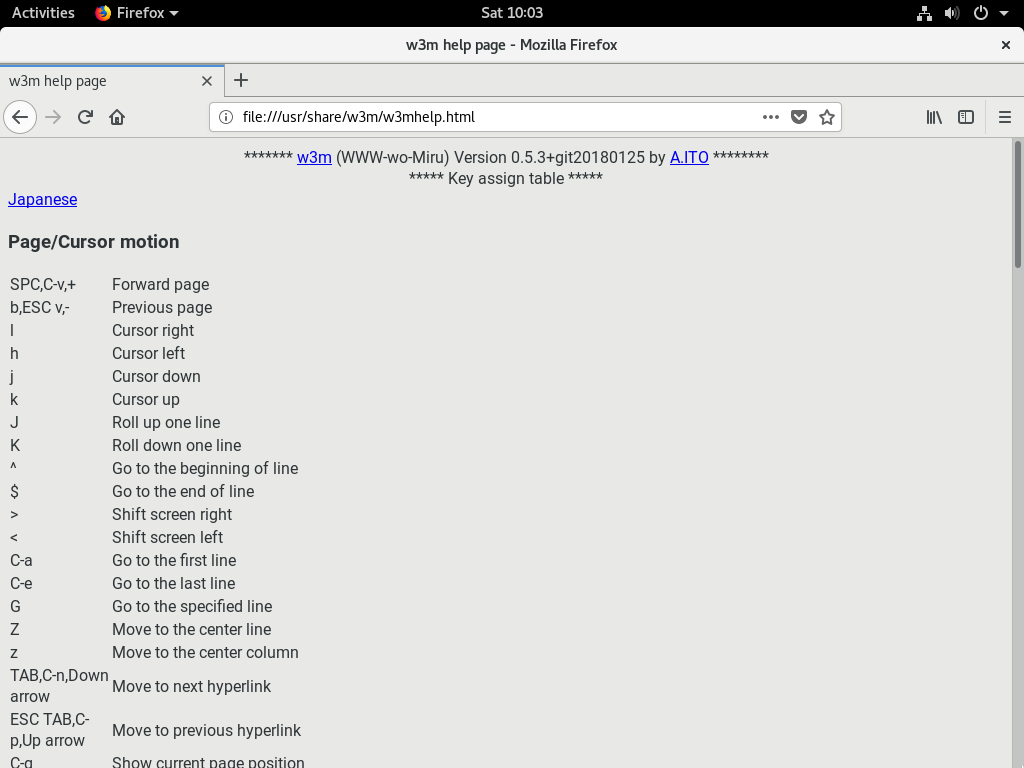 Activities Firefox Sat 10:03
w3m help page - Mozilla Firefox
w3m help page
file:///usr/share/w3m/w3mhelp.html
******* w3m (WWW-wo-Miru) Version 0.5.3+git20180125 by A.ITO ********
***** Key assign table *****
Japanese
Page/Cursor motion
SPC,C-v,+ Forward page
b,ESC v,- Previous page
l Cursor right
h Cursor left
j Cursor down
k Cursor up
J Roll up one line
K Roll down one line
^ Go to the beginning of line
$ Go to the end of line
> Shift screen right
< Shift screen left
C-a Go to the first line
C-e Go to the last line
G Go to the specified line
Z Move to the center line
z Move to the center column
TAB,C-n,Down
arrow Move to next hyperlink
ESC TAB,C-
p,Up arrow Move to previous hyperlink
C-g Show current page position